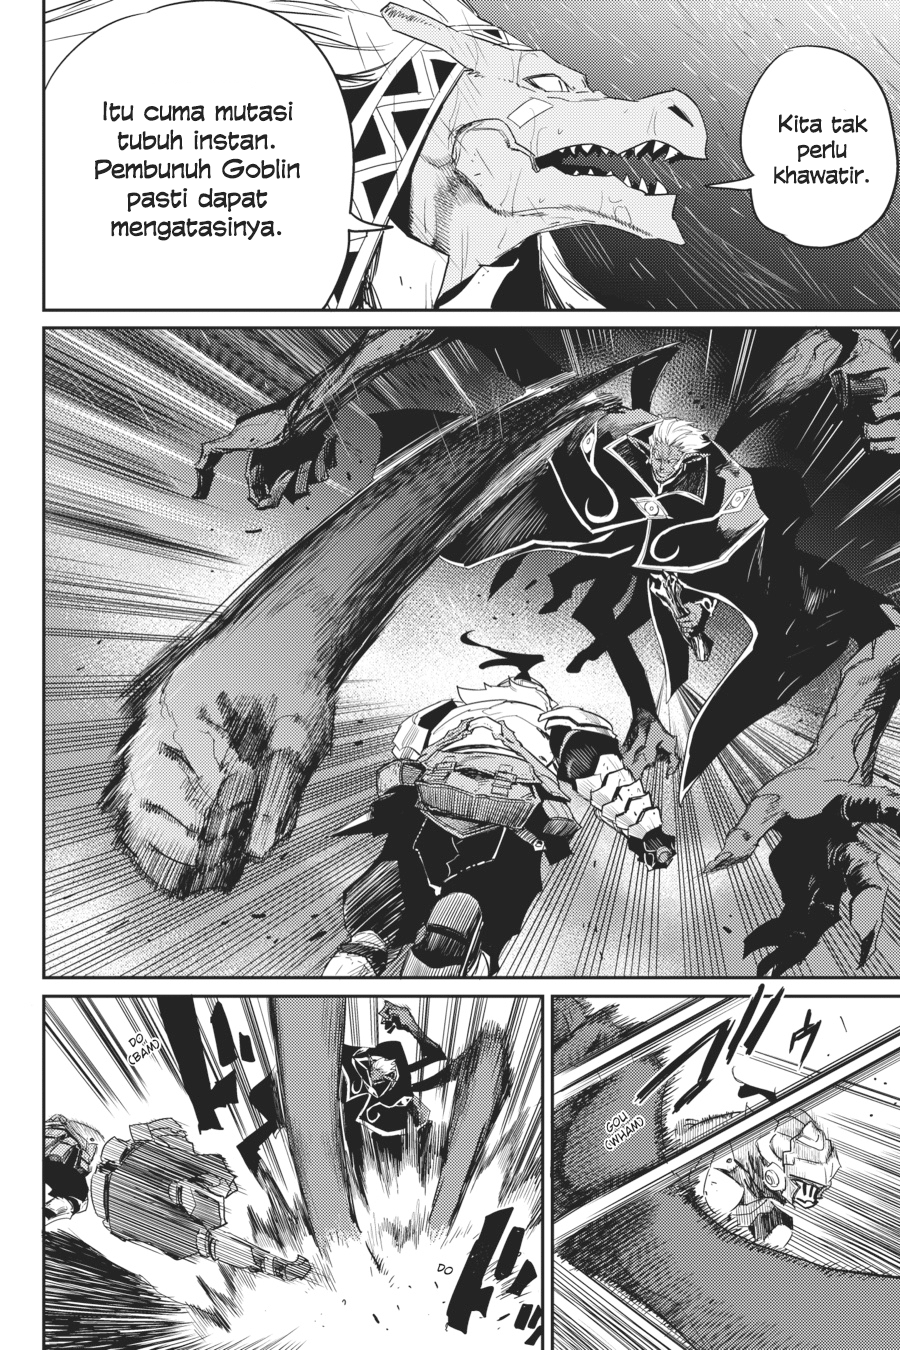 Kita tak
perlu
khawatir.
Itu cuma mutasi
tubuh instan.
Pembunuh Goblin
pasti dapat
mengatasinya.
GOU
(WHAM)
DO
(BAM)
DO